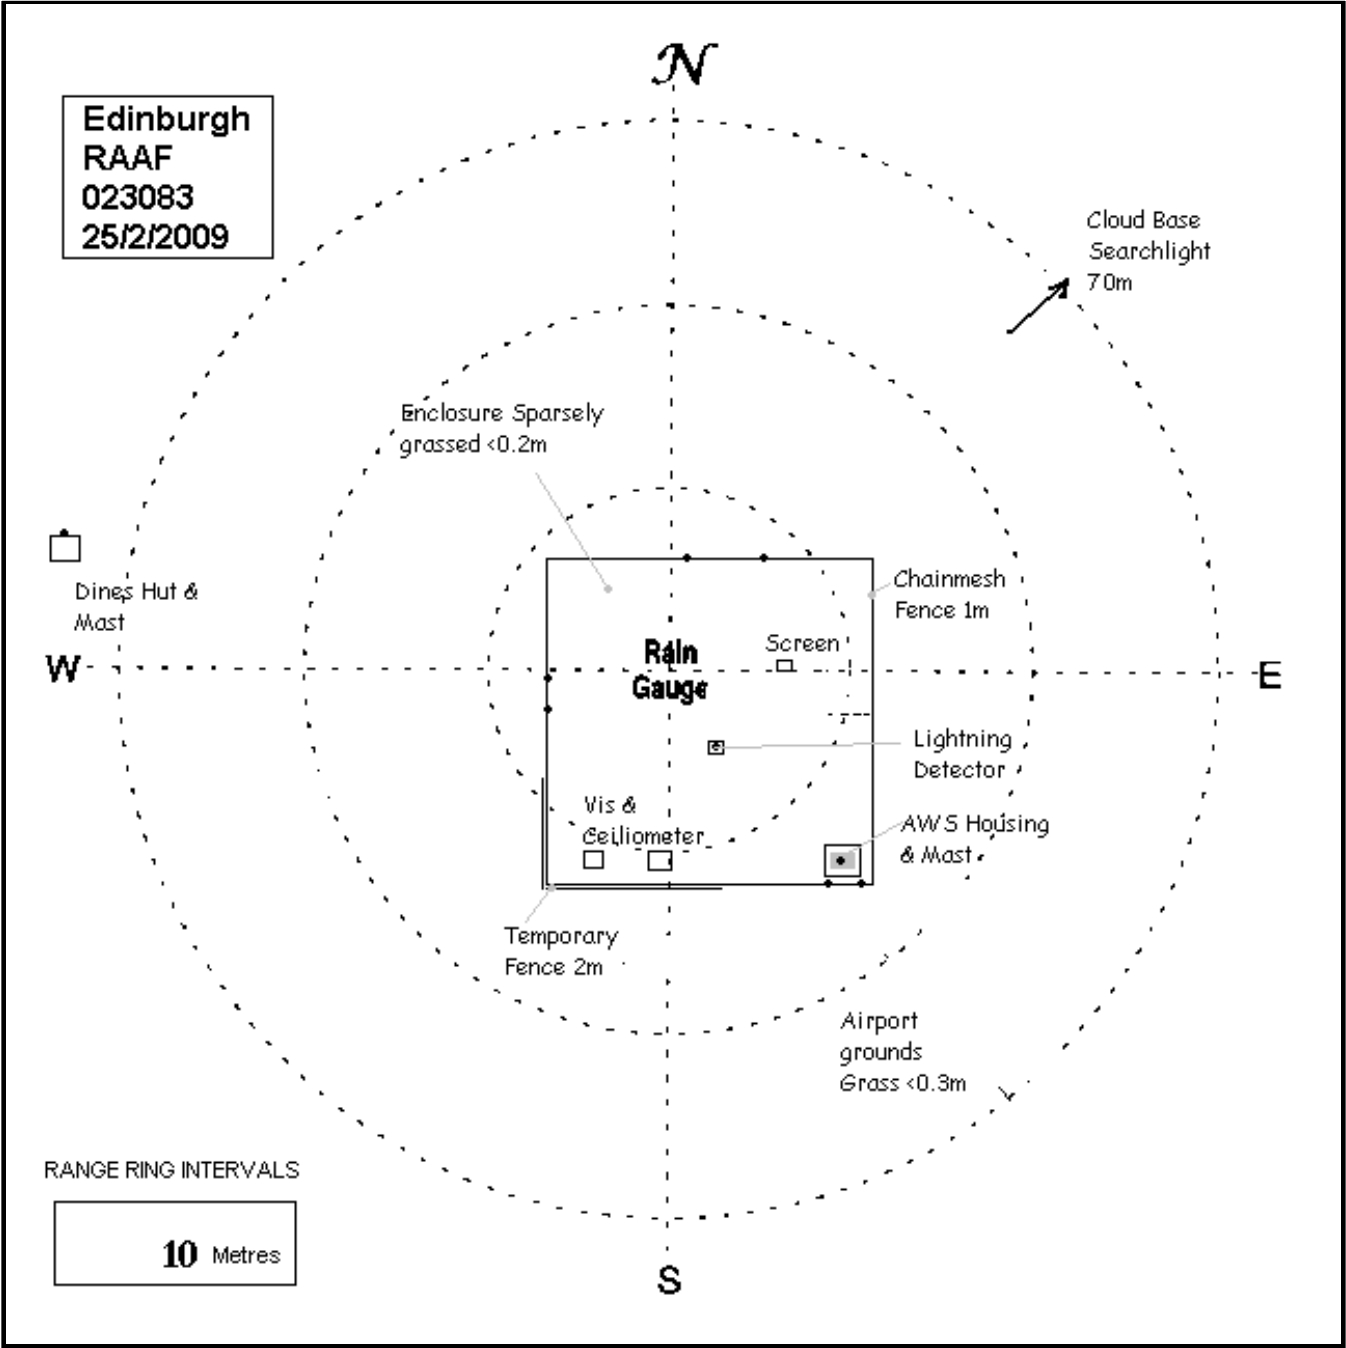 N
Edinburgh
RAAF
023083
25/2/2009
Cloud Base
Searchlight
70m
Enclosure Sparsely
grassed <0.2m
Dines Hut &
Mast
Chainmesh
Fence 1m
Screen
Rain
Gauge
W
E
Lightning
Detector
Vis &
Ceiliometer
AWS Housing
& Mast
Temporary
Fence 2m
Airport
grounds
Grass <0.3m
RANGE RING INTERVALS
10 Metres
S